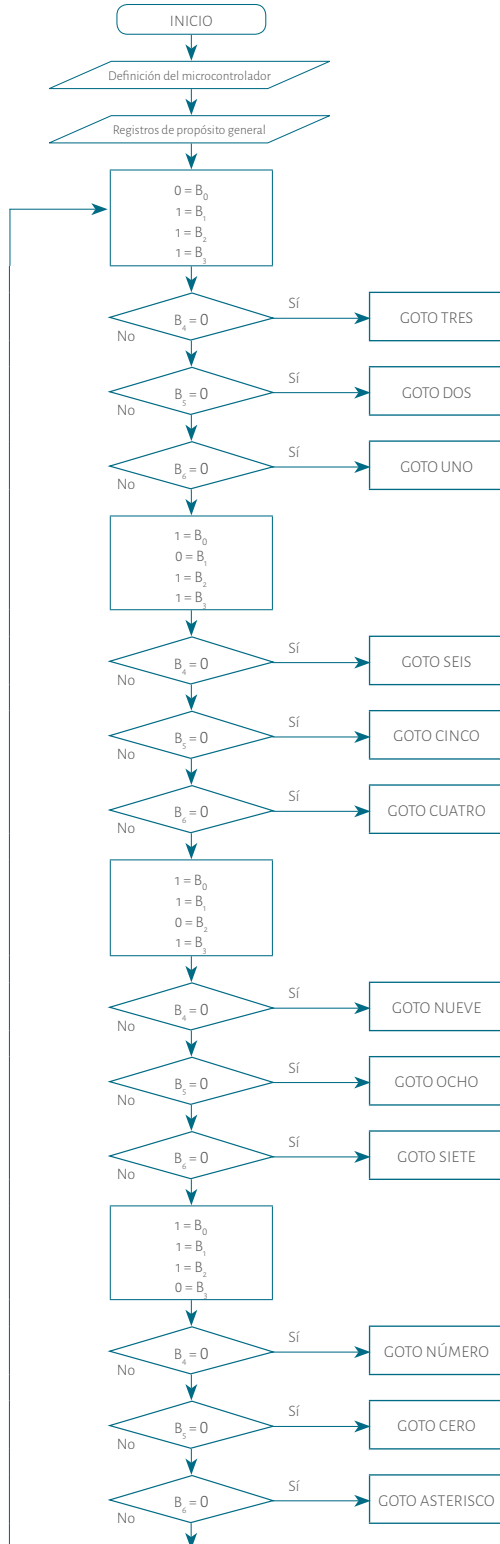 INICIO
Definición del microcontrolador
Registros de propósito general
0 = B₀
1 = B₁
1 = B₂
1 = B₃
B₄ = 0
Sí
GOTO TRES
No
B₅ = 0
Sí
GOTO DOS
No
B₆ = 0
Sí
GOTO UNO
No
1 = B₀
0 = B₁
1 = B₂
1 = B₃
B₄ = 0
Sí
GOTO SEIS
No
B₅ = 0
Sí
GOTO CINCO
No
B₆ = 0
Sí
GOTO CUATRO
No
1 = B₀
1 = B₁
0 = B₂
1 = B₃
B₄ = 0
Sí
GOTO NUEVE
No
B₅ = 0
Sí
GOTO OCHO
No
B₆ = 0
Sí
GOTO SIETE
No
1 = B₀
1 = B₁
1 = B₂
0 = B₃
B₄ = 0
Sí
GOTO NÚMERO
No
B₅ = 0
Sí
GOTO CERO
No
B₆ = 0
Sí
GOTO ASTERISCO
No